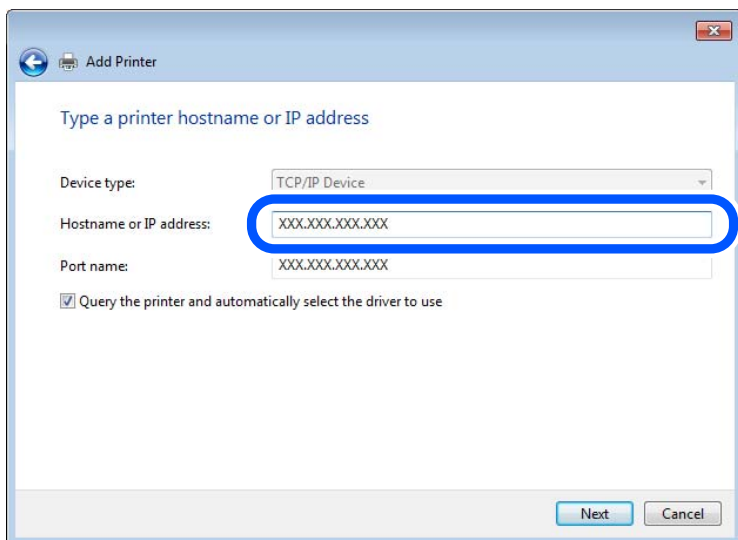 Add Printer
Type a printer hostname or IP address
Device type: TCP/IP Device
Hostname or IP address: XXX.XXX.XXX.XXX
Port name: XXX.XXX.XXX.XXX
Query the printer and automatically select the driver to use
Next Cancel